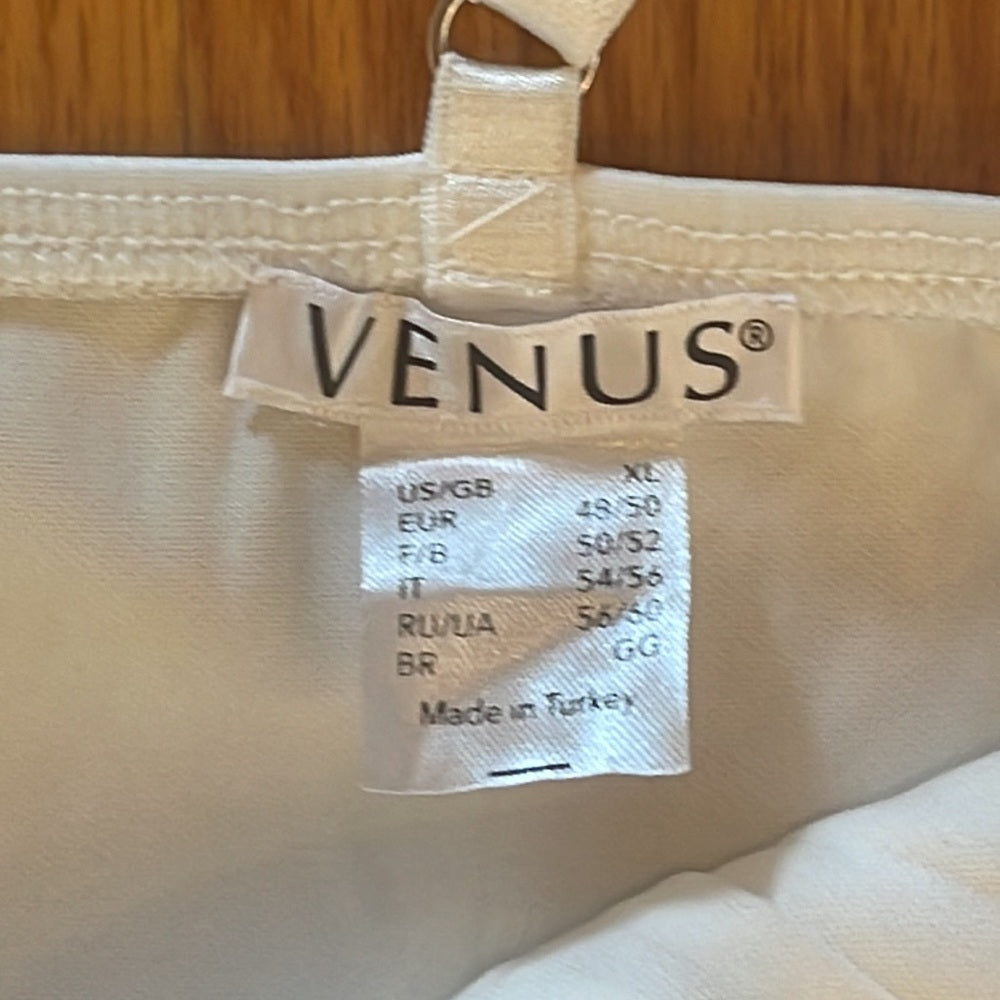 VENUS®
US/GB XL
EUR 48/50
F/B 50/52
IT 54/56
RU/UA 56/60
BR GG
Made in Turkey